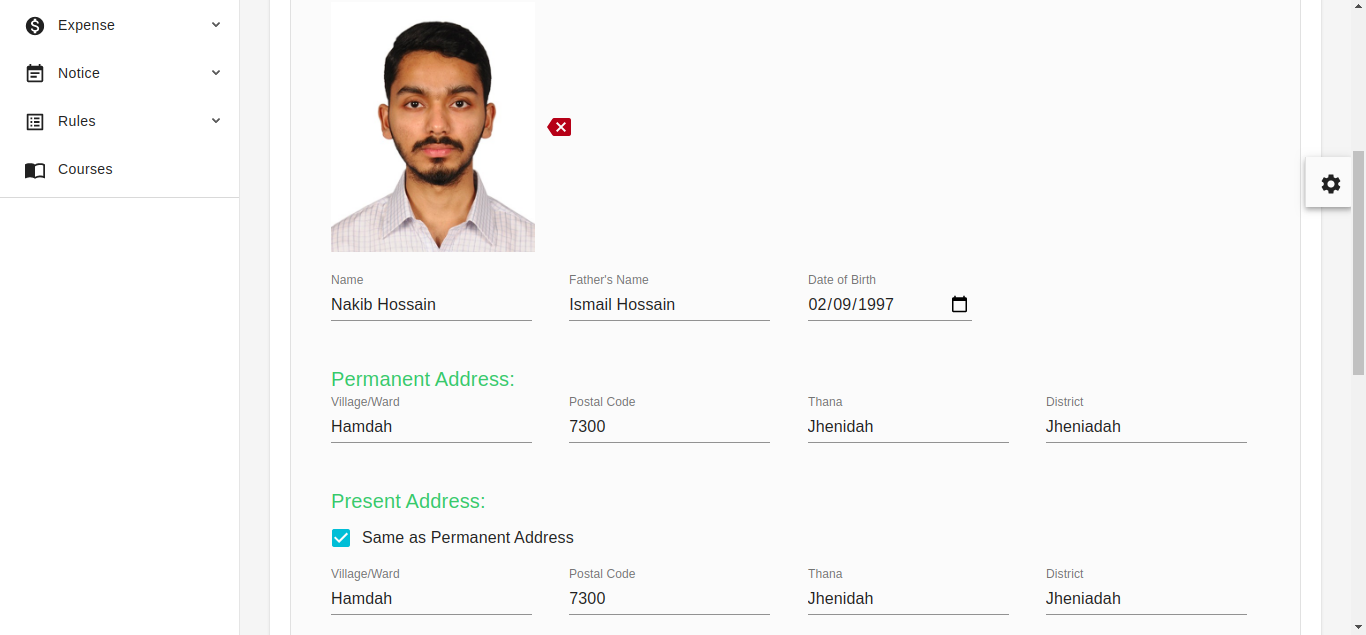 Expense
Notice
Rules
Courses
Name Father's Name Date of Birth
Nakib Hossain Ismail Hossain 02/09/1997
Permanent Address:
Village/Ward Postal Code Thana District
Hamdah 7300 Jhenidah Jheniadah
Present Address:
Same as Permanent Address
Village/Ward Postal Code Thana District
Hamdah 7300 Jhenidah Jheniadah